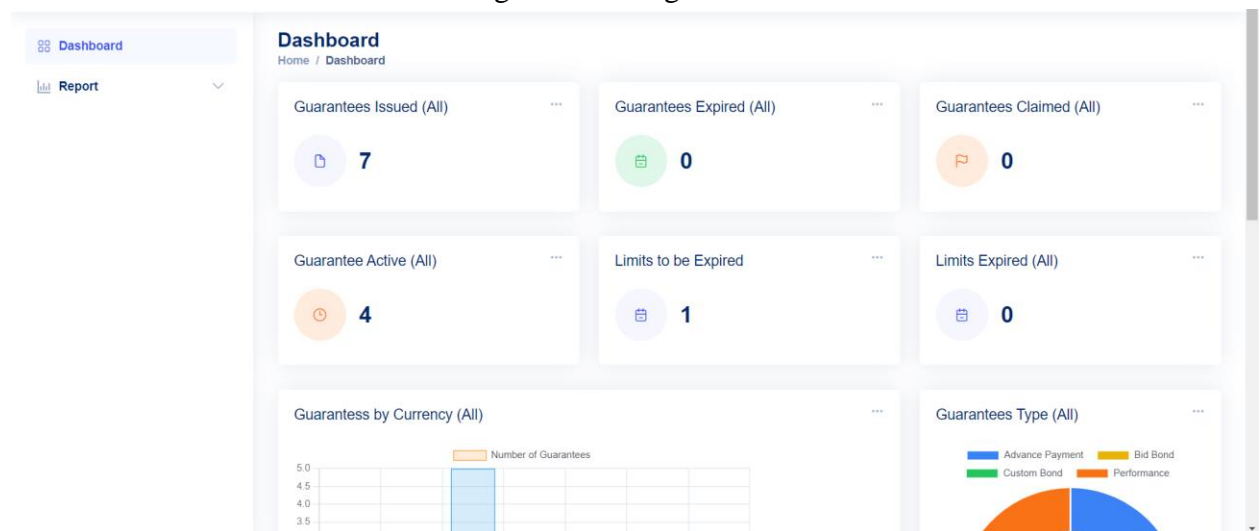 Dashboard
Report
Dashboard
Home / Dashboard
Guarantees Issued (All)
7
Guarantees Expired (All)
0
Guarantees Claimed (All)
0
Guarantee Active (All)
4
Limits to be Expired
1
Limits Expired (All)
0
Guarantess by Currency (All)
Number of Guarantees
5.0
4.5
4.0
3.5
Guarantees Type (All)
Advance Payment Bid Bond
Custom Bond Performance